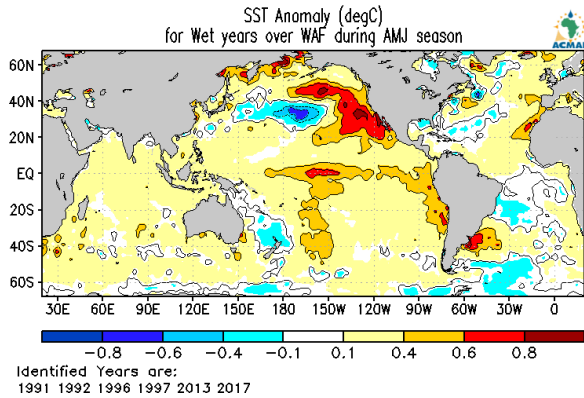 SST Anomaly (degC)
for Wet years over WAF during AMJ season
ACMAD
60N
40N
20N
EQ
20S
40S
60S
30E 60E 90E 120E 150E 180 150W 120W 90W 60W 30W 0
-0.8 -0.6 -0.4 -0.1 0.1 0.4 0.6 0.8
Identified Years are:
1991 1992 1996 1997 2013 2017